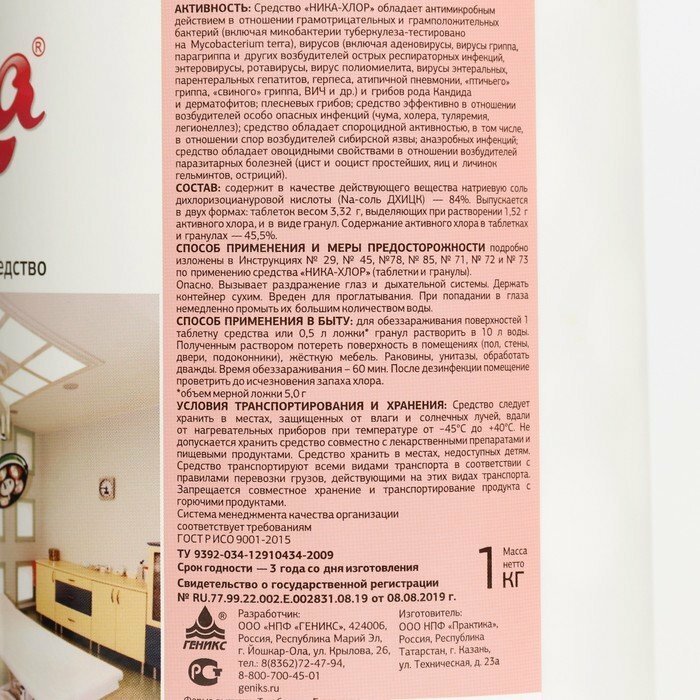 АКТИВНОСТЬ: Средство «НИКА-ХЛОР» обладает антимикробным
действием в отношении грамотрицательных и грамположительных
бактерий (включая микобактерии туберкулеза-тестировано
на Mycobacterium terra), вирусов (включая аденовирусы, вирусы гриппа,
парагриппа и других возбудителей острых респираторных инфекций,
энтеровирусы, ротавирусы, вирус полиомиелита, вирусы энтеральных,
парентеральных гепатитов, герпеса, атипичной пневмонии, «птичьего»
гриппа, «свиного» гриппа, ВИЧ и др.) и грибов рода Кандида
и дерматофитов; плесневых грибов; средство эффективно в отношении
возбудителей особо опасных инфекций (чума, холера, туляремия,
легионеллез); средство обладает спороцидной активностью, в том числе,
в отношении спор возбудителей сибирской язвы; анаэробных инфекций;
средство обладает овоцидными свойствами в отношении возбудителей
паразитарных болезней (цист и ооцист простейших, яиц и личинок
гельминтов, остриций).
СОСТАВ: содержит в качестве действующего вещества натриевую соль
дихлоризоциануровой кислоты (Na-соль ДХИЦК) — 84%. Выпускается
в двух формах: таблеток весом 3,32 г, выделяющих при растворении 1,52 г
активного хлора, и в виде гранул. Содержание активного хлора в таблетках
и гранулах — 45,5%.
СПОСОБ ПРИМЕНЕНИЯ И МЕРЫ ПРЕДОСТОРОЖНОСТИ подробно
изложены в Инструкциях № 29, № 45, №78, № 85, № 71, № 72 и № 73
по применению средства «НИКА-ХЛОР» (таблетки и гранулы).
Опасно. Вызывает раздражение глаз и дыхательной системы. Держать
контейнер сухим. Вреден для проглатывания. При попадании в глаза
немедленно промыть их большим количеством воды.
СПОСОБ ПРИМЕНЕНИЯ В БЫТУ: для обеззараживания поверхностей 1
таблетку средства или 0,5 л ложки* гранул растворить в 10 л воды.
Полученным раствором потереть поверхность в помещениях (пол, стены,
двери, подоконники), жёсткую мебель. Раковины, унитазы, обработать
дважды. Время обеззараживания – 60 мин. После дезинфекции помещение
проветрить до исчезновения запаха хлора.
*объем мерной ложки 5,0 г
УСЛОВИЯ ТРАНСПОРТИРОВАНИЯ И ХРАНЕНИЯ: Средство следует
хранить в местах, защищенных от влаги и солнечных лучей, вдали
от нагревательных приборов при температуре от −45°С до +40°С. Не
допускается хранить средство совместно с лекарственными препаратами и
пищевыми продуктами. Средство хранить в местах, недоступных детям.
Средство транспортируют всеми видами транспорта в соответствии с
правилами перевозки грузов, действующими на этих видах транспорта.
Запрещается совместное хранение и транспортирование продукта с
горючими продуктами.
Система менеджмента качества организации
соответствует требованиям
ГОСТ Р ИСО 9001-2015
ТУ 9392-034-12910434-2009
Срок годности — 3 года со дня изготовления
Свидетельство о государственной регистрации
№ RU.77.99.22.002.Е.002831.08.19 от 08.08.2019 г.
1 КГ
Масса
нетто
ГЕНИКС
®
РСТ
Разработчик:
ООО «НПФ «ГЕНИКС», 424006,
Россия, Республика Марий Эл,
г. Йошкар-Ола, ул. Крылова, 26,
тел.: 8(8362)72-47-94,
8-800-700-45-01
geniks.ru
Изготовитель:
ООО «НПФ «Практика»,
Россия, Республика
Татарстан, г. Казань,
ул. Техническая, д. 23а
а®
едство